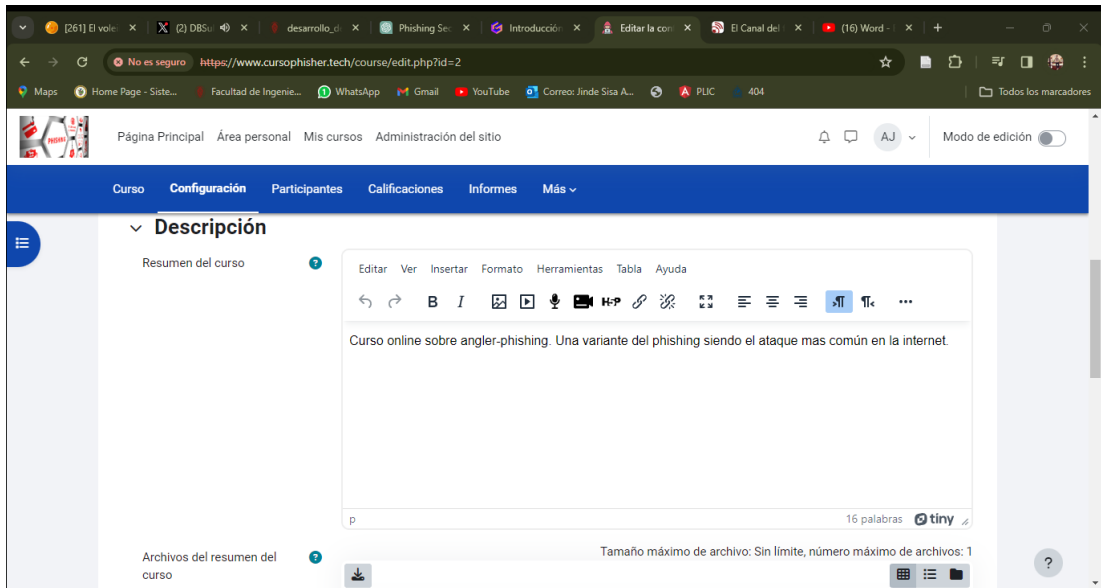 [261] El vole
(2) DBSu
desarrollo_d
Phishing Sec
Introducción
Editar la con
El Canal del
(16) Word -
No es seguro https://www.cursophisher.tech/course/edit.php?id=2
Maps Home Page - Siste... Facultad de Ingenie... WhatsApp Gmail YouTube Correo: Jinde Sisa A... PLIC 404 Todos los marcadores
PHISHING
Página Principal Área personal Mis cursos Administración del sitio AJ Modo de edición
Curso Configuración Participantes Calificaciones Informes Más
Descripción
Resumen del curso
Editar Ver Insertar Formato Herramientas Tabla Ayuda
B I H5P
Curso online sobre angler-phishing. Una variante del phishing siendo el ataque mas común en la internet.
p 16 palabras tiny
Archivos del resumen del
curso
Tamaño máximo de archivo: Sin límite, número máximo de archivos: 1